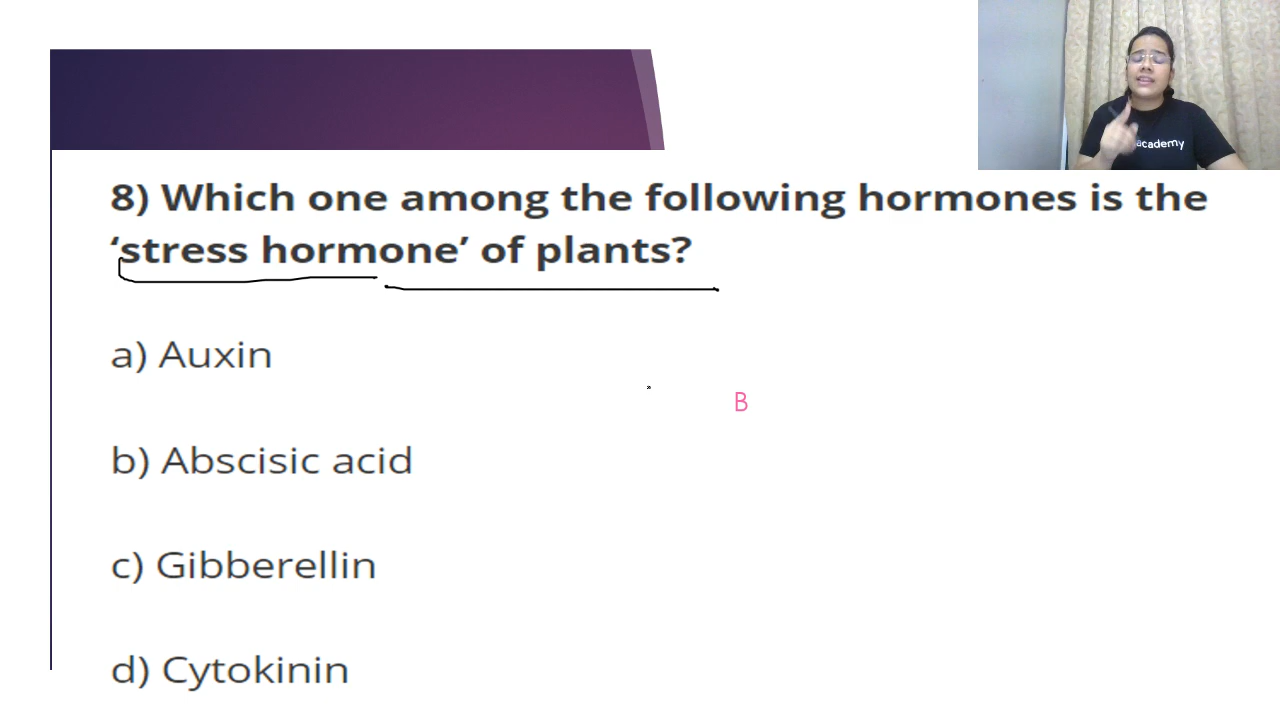 8) Which one among the following hormones is the
‘stress hormone’ of plants?
a) Auxin
B
b) Abscisic acid
c) Gibberellin
d) Cytokinin
academy